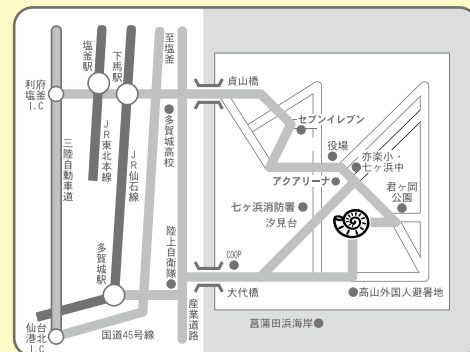 塩釜駅
下馬駅
至塩釜
利府
塩釜
I.C
貞山橋
セブンイレブン
多賀城高校
役場
亦楽小・
七ヶ浜中
アクアリーナ
君ヶ岡
公園
三陸自動車道
JR東北本線
JR仙石線
七ヶ浜消防署
汐見台
多賀城駅
陸上自衛隊
COOP
大代橋
高山外国人避暑地
仙台
港北
I.C
国道45号線
産業道路
菖蒲田浜海岸